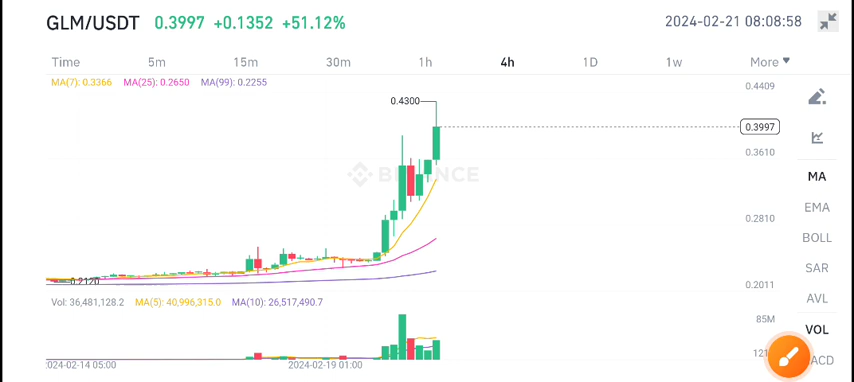 GLM/USDT 0.3997 +0.1352 +51.12% 2024-02-21 08:08:58
Time 5m 15m 30m 1h 4h 1D 1w More
MA(7): 0.3366 MA(25): 0.2650 MA(99): 0.2255
0.4409
0.4300
0.3997
0.3610
BINANCE
MA
EMA
0.2810
BOLL
SAR
0.2120
0.2011
Vol: 36,481,128.2 MA(5): 40,996,315.0 MA(10): 26,517,490.7
AVL
85M
VOL
121
ACD
2024-02-14 05:00 2024-02-19 01:00